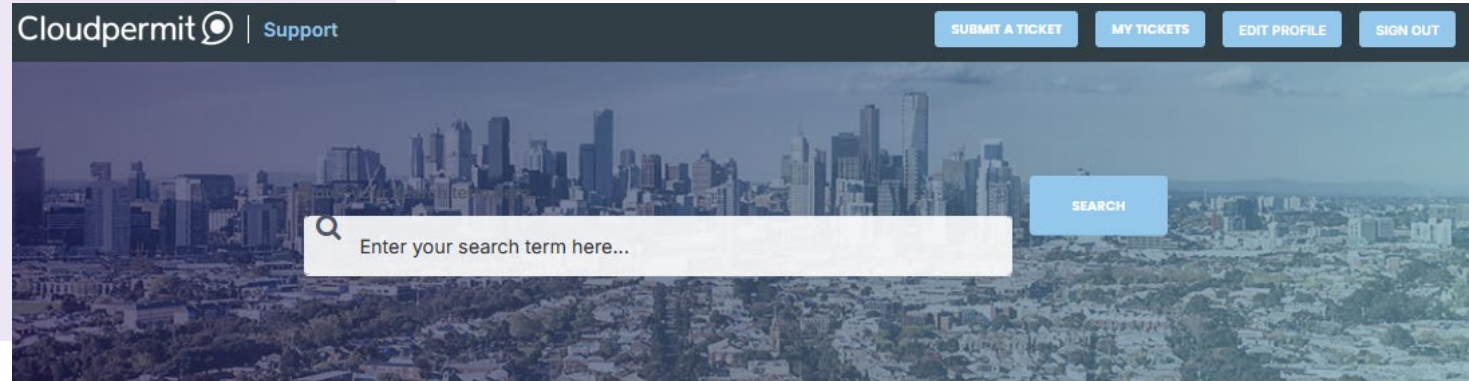 Cloudpermit | Support
SUBMIT A TICKET
MY TICKETS
EDIT PROFILE
SIGN OUT
SEARCH
Enter your search term here...